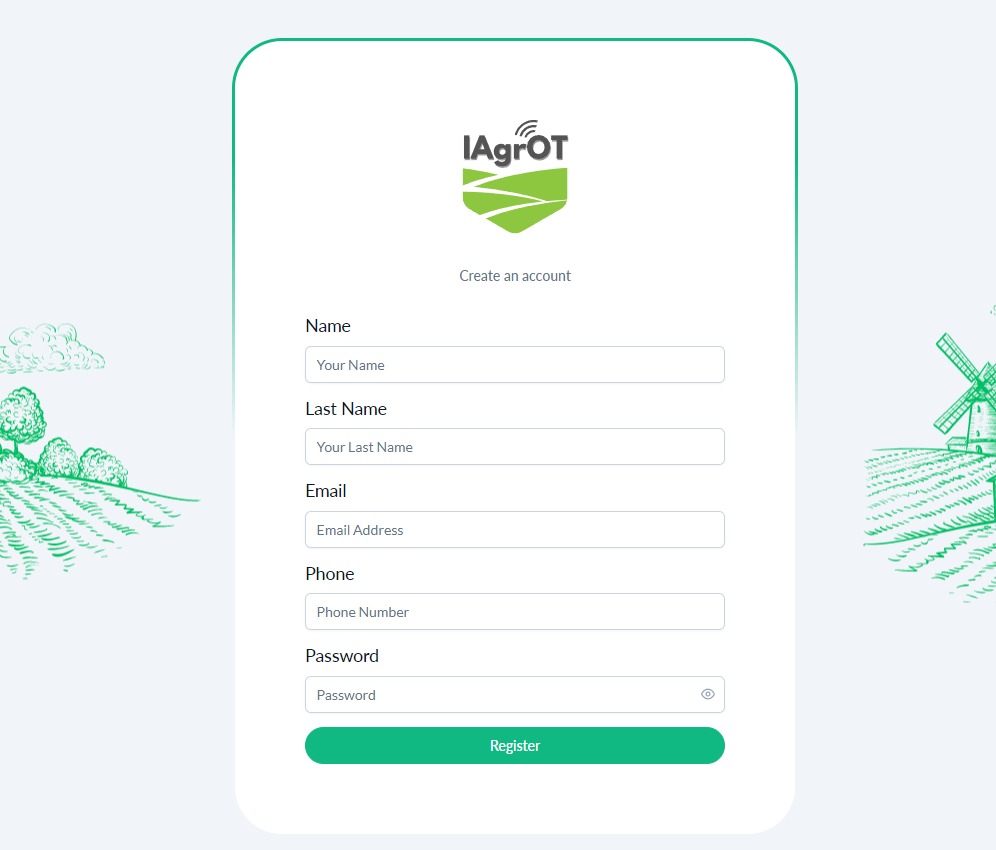 IAgrOT
Create an account
Name
Your Name
Last Name
Your Last Name
Email
Email Address
Phone
Phone Number
Password
Password
Register